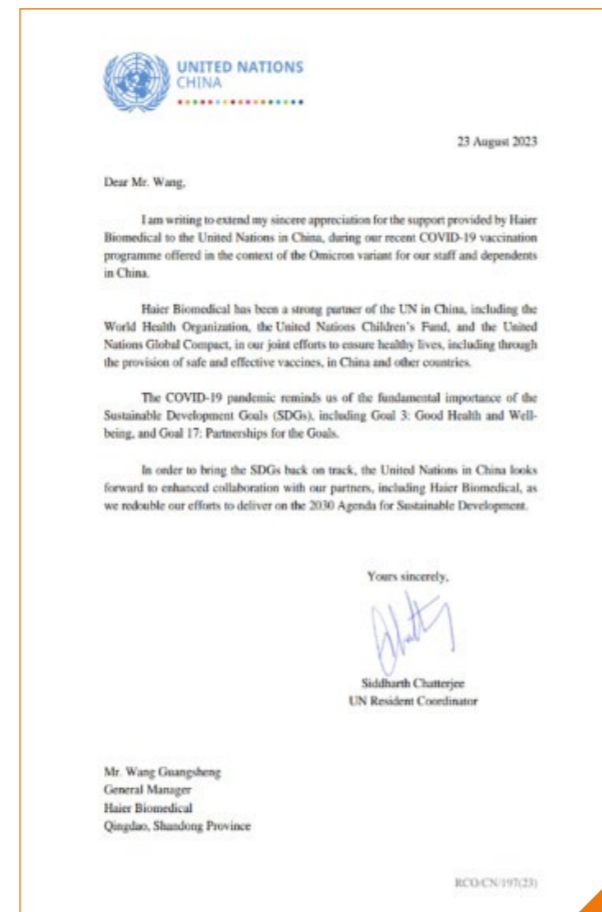 UNITED NATIONS
CHINA
23 August 2023
Dear Mr. Wang,
I am writing to extend my sincere appreciation for the support provided by Haier
Biomedical to the United Nations in China, during our recent COVID-19 vaccination
programme offered in the context of the Omicron variant for our staff and dependents
in China.
Haier Biomedical has been a strong partner of the UN in China, including the
World Health Organization, the United Nations Children's Fund, and the United
Nations Global Compact, in our joint efforts to ensure healthy lives, including through
the provision of safe and effective vaccines, in China and other countries.
The COVID-19 pandemic reminds us of the fundamental importance of the
Sustainable Development Goals (SDGs), including Goal 3: Good Health and Well-
being, and Goal 17: Partnerships for the Goals.
In order to bring the SDGs back on track, the United Nations in China looks
forward to enhanced collaboration with our partners, including Haier Biomedical, as
we redouble our efforts to deliver on the 2030 Agenda for Sustainable Development.
Yours sincerely,
Siddharth Chatterjee
UN Resident Coordinator
Mr. Wang Guangsheng
General Manager
Haier Biomedical
Qingdao, Shandong Province
RCO/CN/197(23)